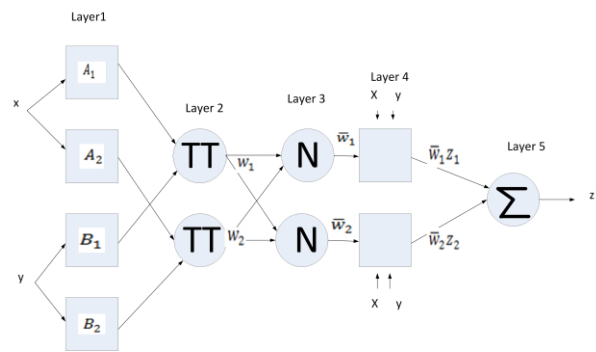 Layer1
Layer 2
Layer 3
Layer 4
Layer 5
x
A₁
A₂
y
B₁
B₂
TT
TT
w₁
W₂
N
N
w̅₁
w̅₂
X y
X y
W̅₁Z₁
W̅₂Z₂
Σ
z